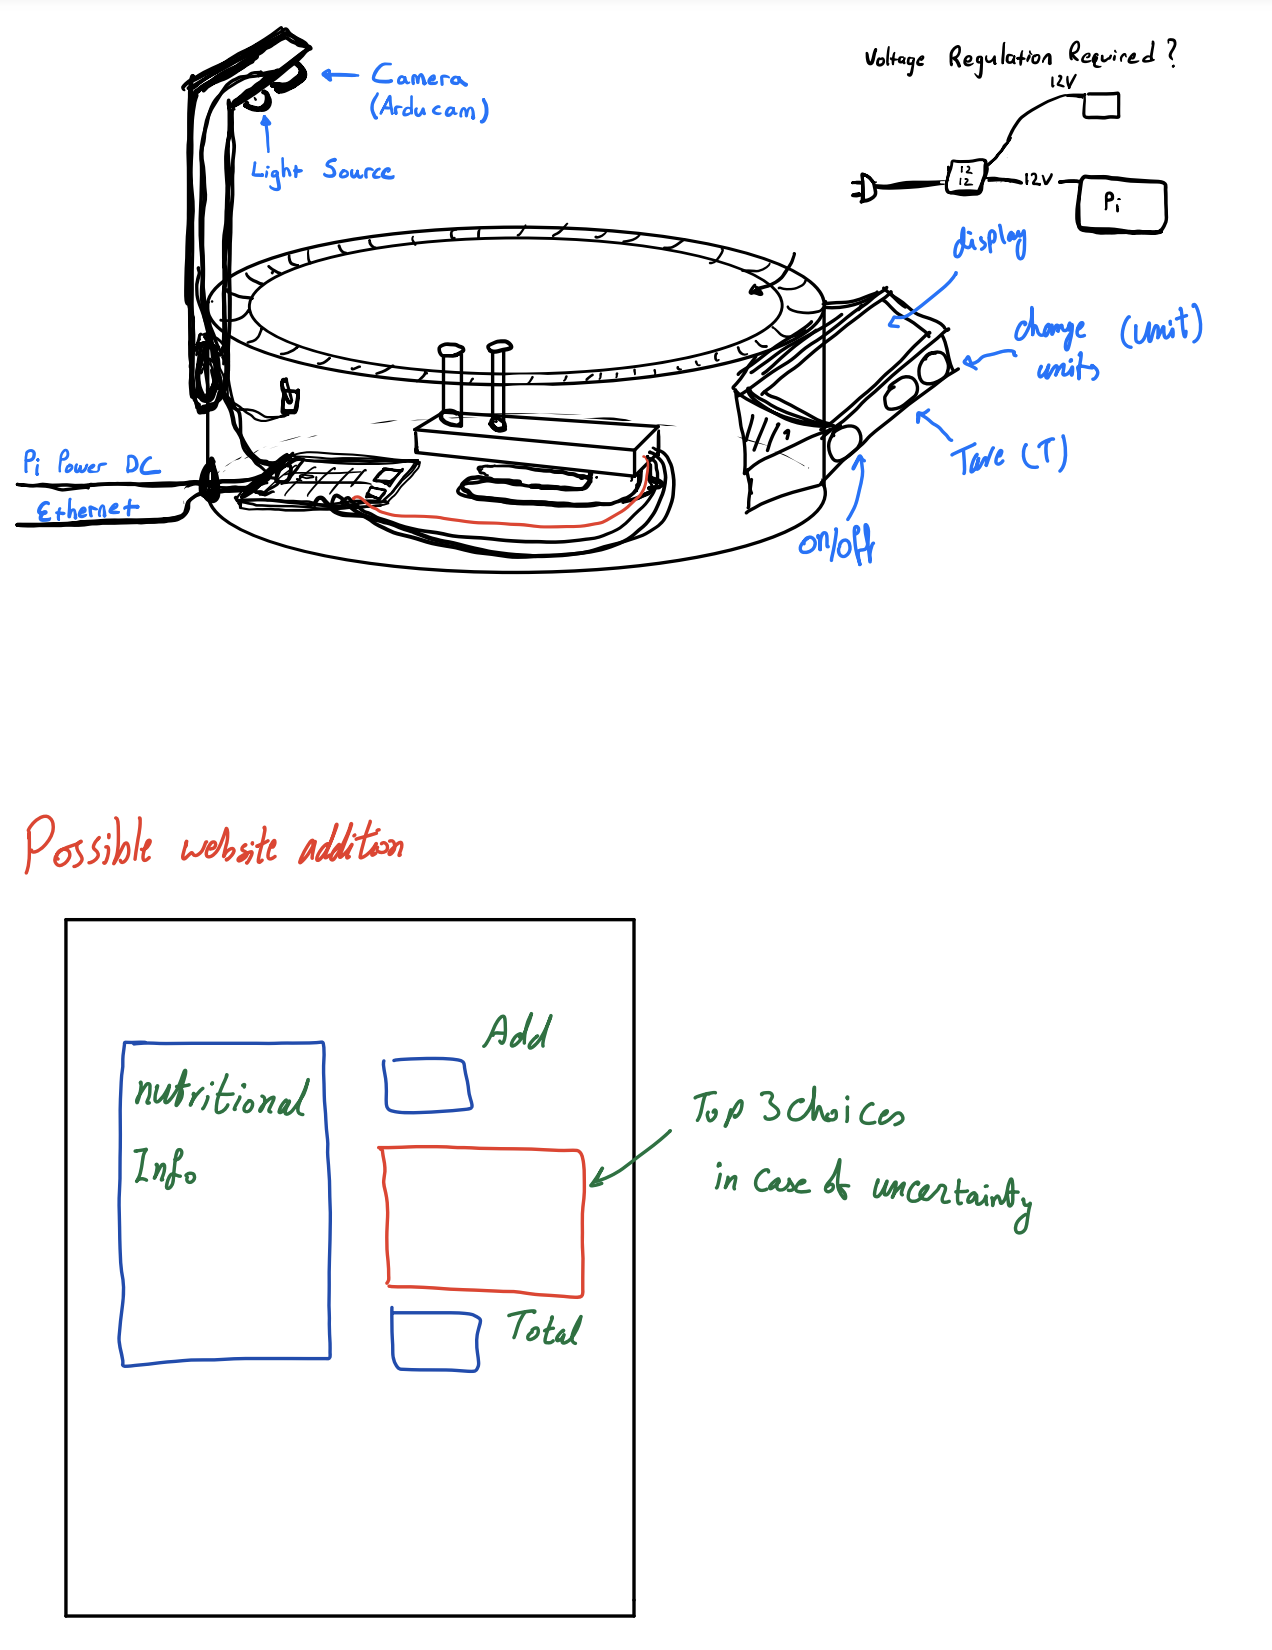 Camera
(Arducam)
Light Source
Voltage Regulation Required?
12V
12
12
12V
Pi
display
change (unit)
units
Tare (T)
on/off
Pi Power DC
Ethernet
Possible website addition
Add
nutritional
Info
Top 3 choices
in case of uncertainty
Total